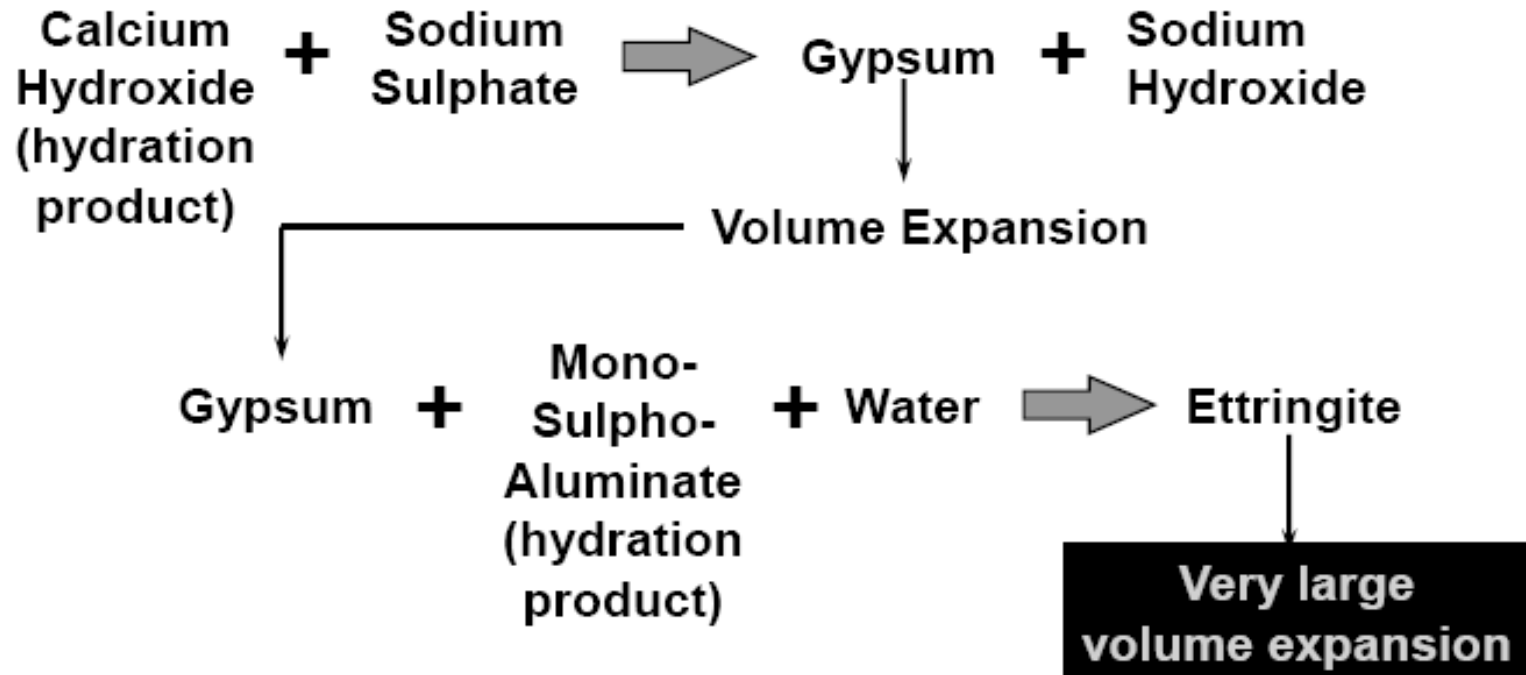 Calcium
Hydroxide
(hydration
product)
+
Sodium
Sulphate
Gypsum
+
Sodium
Hydroxide
Volume Expansion
Gypsum
+
Mono-
Sulpho-
Aluminate
(hydration
product)
+
Water
Ettringite
Very large
volume expansion